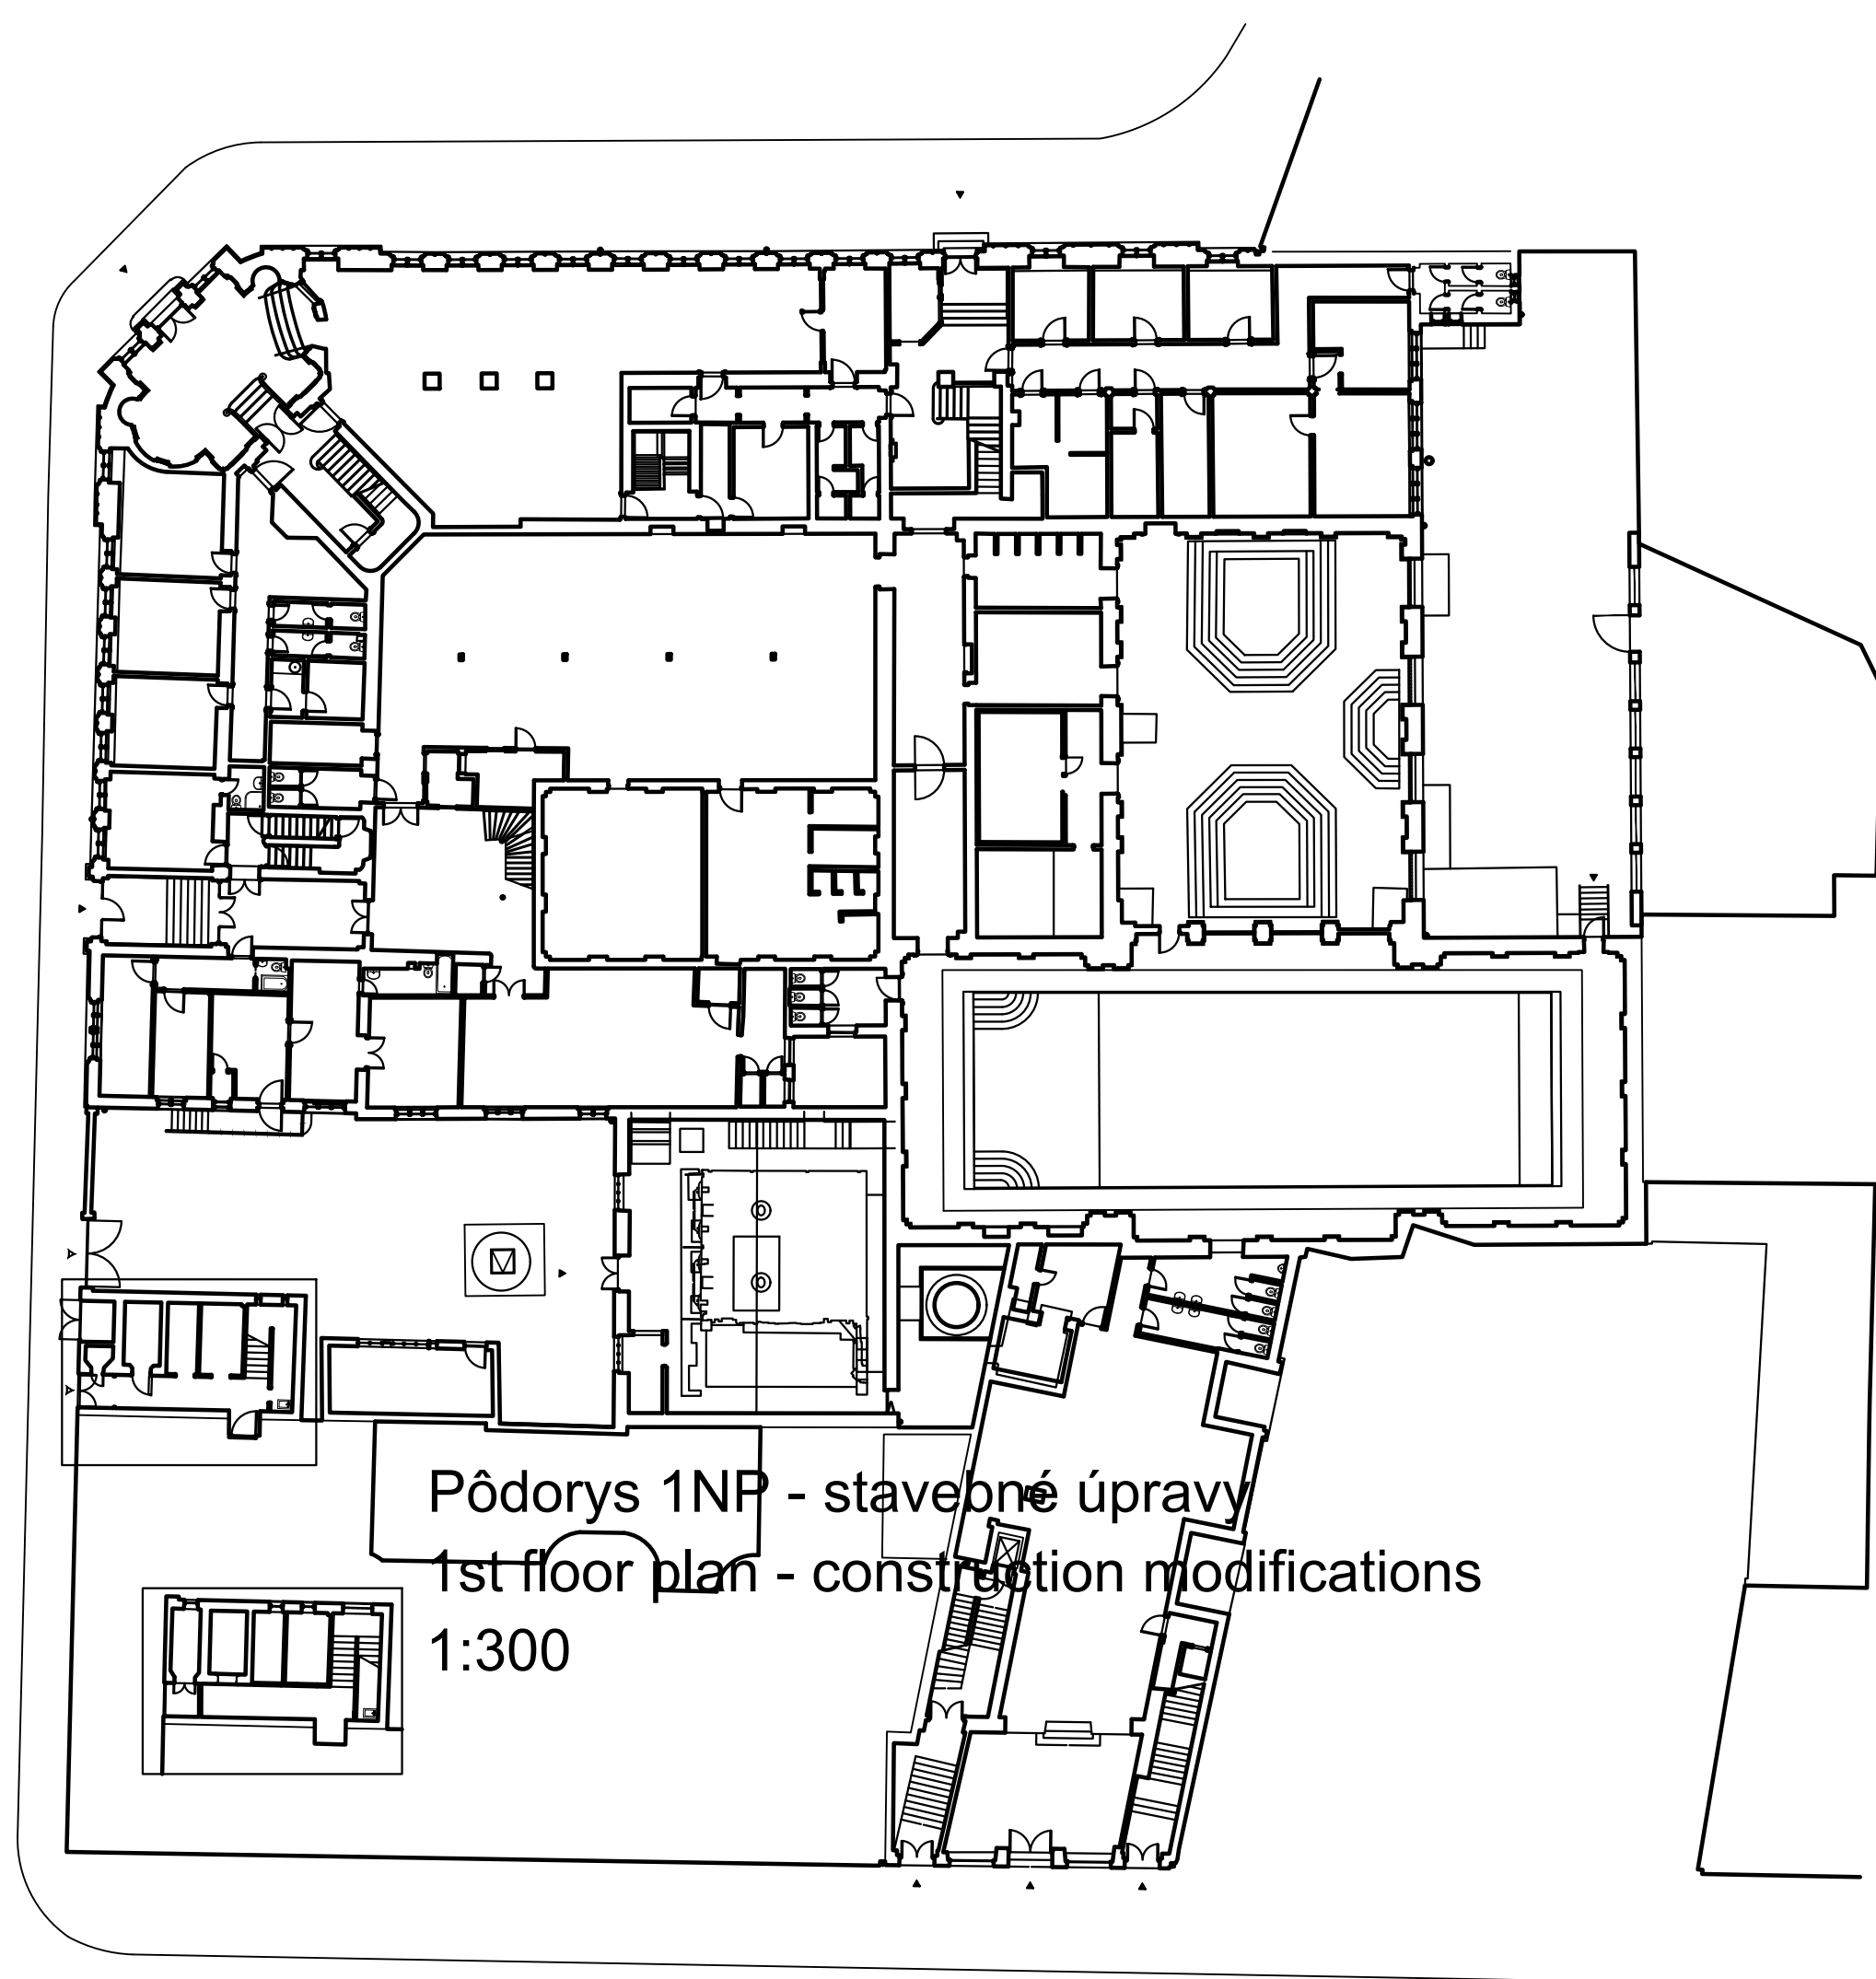 Pôdorys 1NP - stavebné úpravy
1st floor plan - construction modifications
1:300